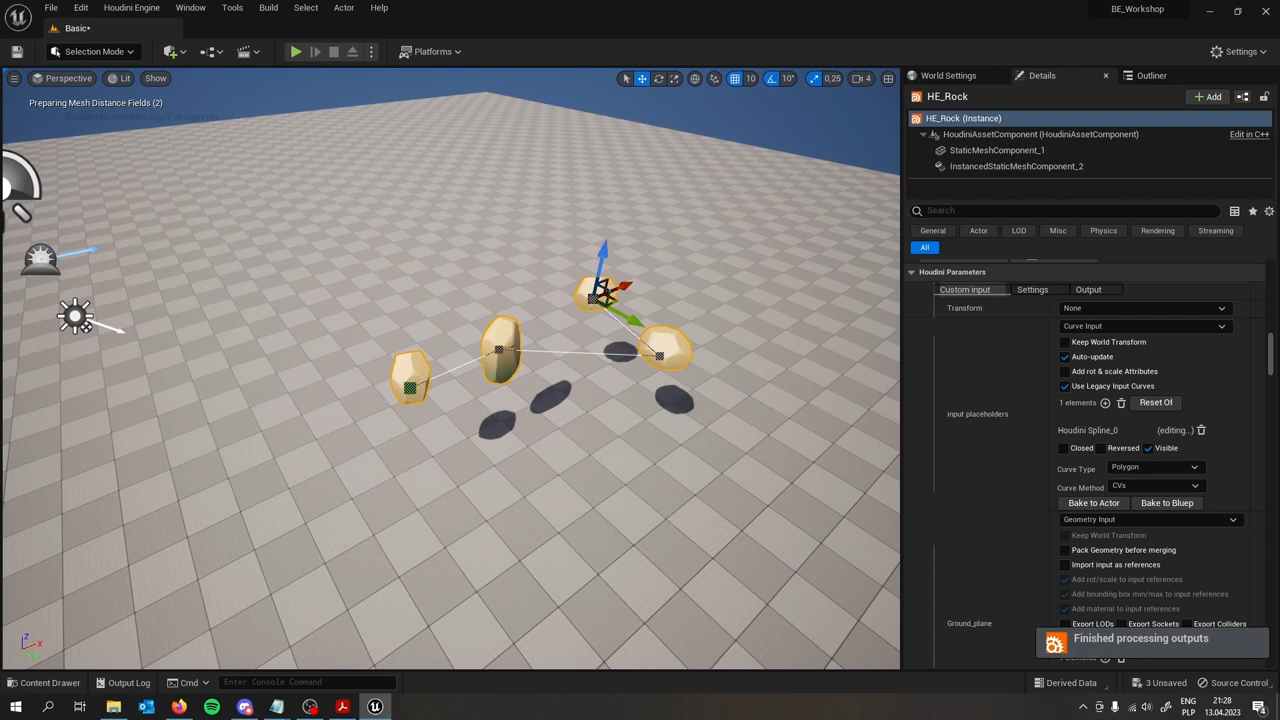 File Edit Houdini Engine Window Tools Build Select Actor Help
BE_Workshop
Basic*
Selection Mode
Platforms
Settings
Perspective Lit Show
10 10° 0,25 4
Preparing Mesh Distance Fields (2)
World Settings Details Outliner
HE_Rock
Add
HE_Rock (Instance)
HoudiniAssetComponent (HoudiniAssetComponent) Edit in C++
StaticMeshComponent_1
InstancedStaticMeshComponent_2
Search
General Actor LOD Misc Physics Rendering Streaming
All
Houdini Parameters
Custom input Settings Output
Transform None
Curve Input
Keep World Transform
Auto-update
Add rot & scale Attributes
Use Legacy Input Curves
1 elements Reset Of
input placeholders
Houdini Spline_0 (editing...)
Closed Reversed Visible
Curve Type Polygon
Curve Method CVs
Bake to Actor Bake to Bluep
Geometry Input
Keep World Transform
Pack Geometry before merging
Import input as references
Add rot/scale to input references
Add bounding box min/max to input references
Add material to input references
Ground_plane
Export LODs Export Sockets Export Colliders
Finished processing outputs
Z X
Content Drawer Output Log Cmd Enter Console Command
Derived Data 3 Unsaved Source Control
ENG
PLP
21:28
13.04.2023
4